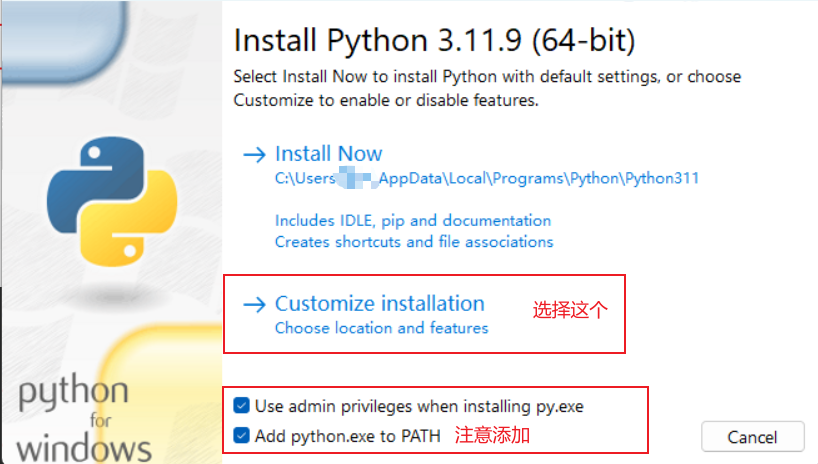 Install Python 3.11.9 (64-bit)
Select Install Now to install Python with default settings, or choose
Customize to enable or disable features.
Install Now
C:\Users AppData\Local\Programs\Python\Python311
Includes IDLE, pip and documentation
Creates shortcuts and file associations
Customize installation 选择这个
Choose location and features
Use admin privileges when installing py.exe
Add python.exe to PATH 注意添加
Cancel
python
for
windows